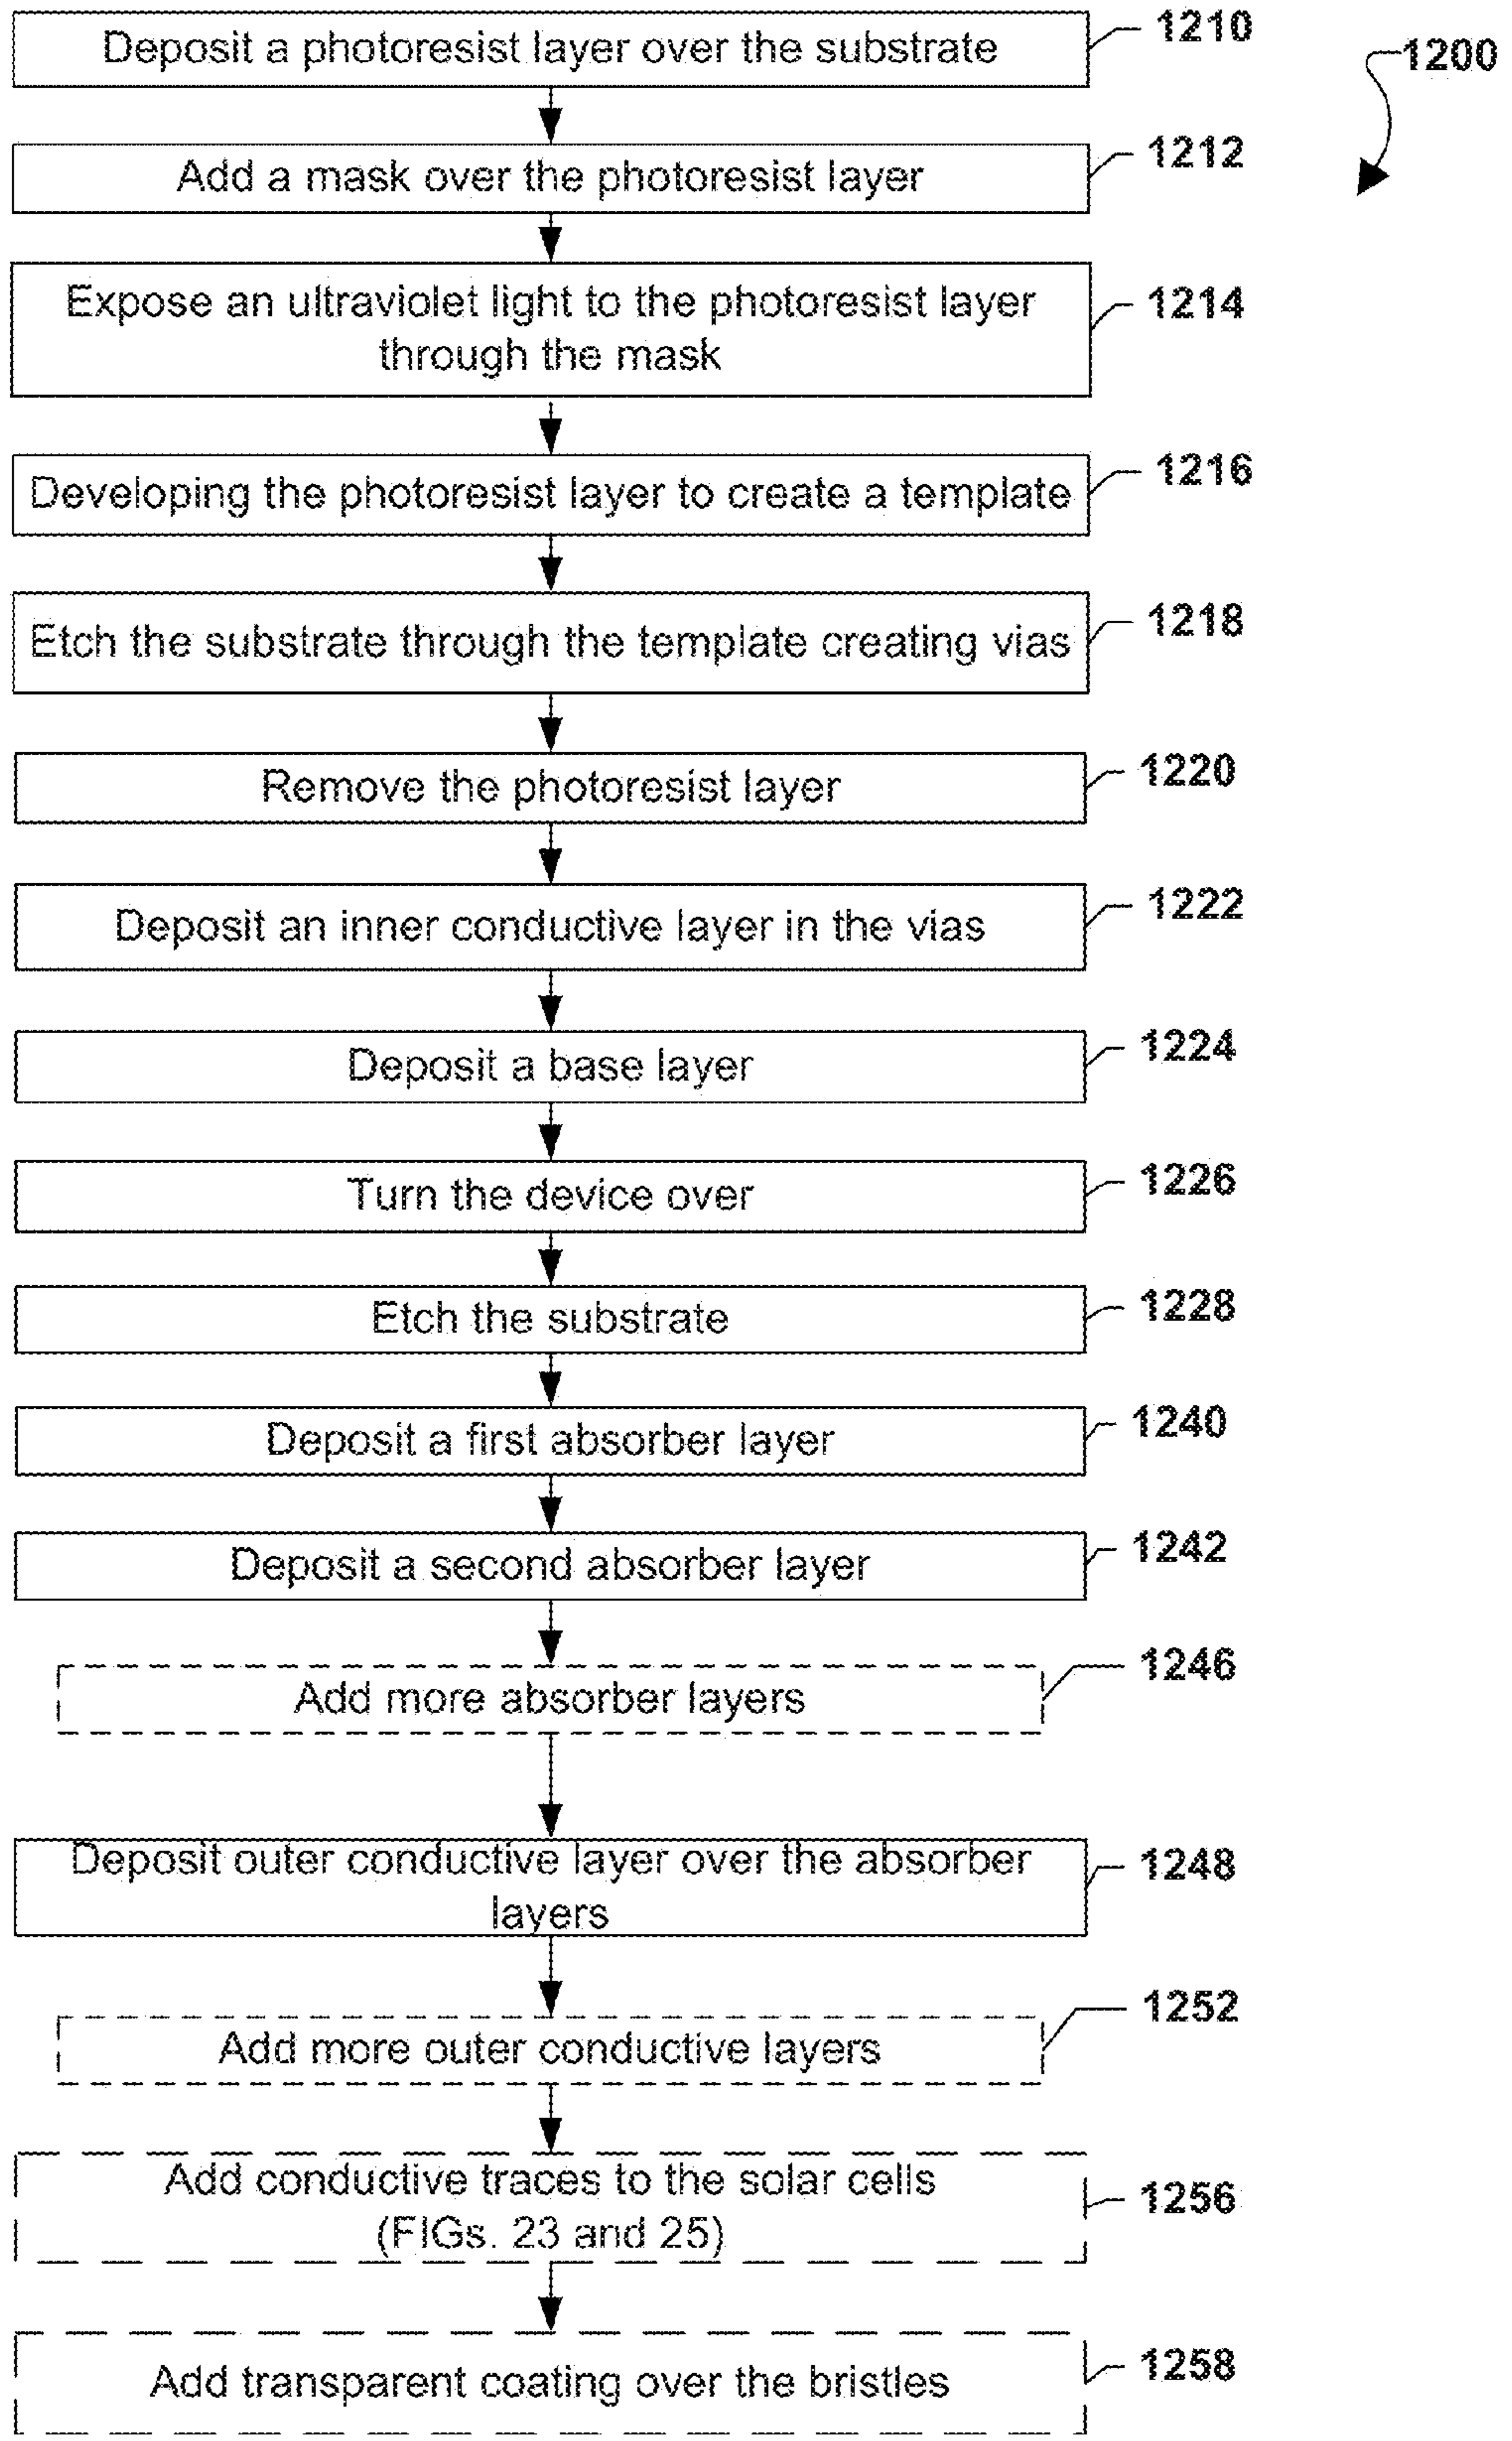 Deposit a photoresist layer over the substrate
1210
1200
Add a mask over the photoresist layer
1212
Expose an ultraviolet light to the photoresist layer
through the mask
1214
Developing the photoresist layer to create a template
1216
Etch the substrate through the template creating vias
1218
Remove the photoresist layer
1220
Deposit an inner conductive layer in the vias
1222
Deposit a base layer
1224
Turn the device over
1226
Etch the substrate
1228
Deposit a first absorber layer
1240
Deposit a second absorber layer
1242
Add more absorber layers
1246
Deposit outer conductive layer over the absorber
layers
1248
Add more outer conductive layers
1252
Add conductive traces to the solar cells
(FIGs. 23 and 25)
1256
Add transparent coating over the bristles
1258